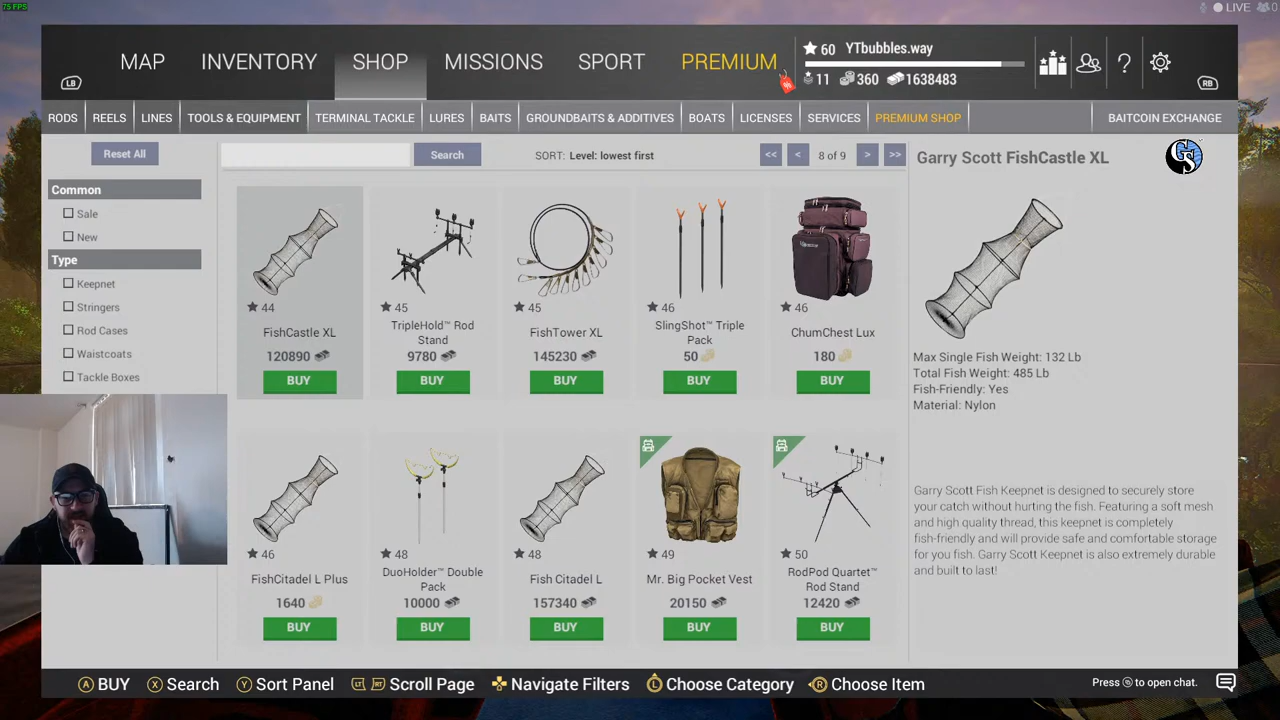 75 FPS
LIVE 0
MAP INVENTORY SHOP MISSIONS SPORT PREMIUM
60 YTbubbles.way
11 360 1638483
LB
RB
RODS REELS LINES TOOLS & EQUIPMENT TERMINAL TACKLE LURES BAITS GROUNDBAITS & ADDITIVES BOATS LICENSES SERVICES PREMIUM SHOP BAITCOIN EXCHANGE
Reset All
Search
SORT: Level: lowest first
<< < 8 of 9 > >>
Common
Sale
New
Type
Keepnet
Stringers
Rod Cases
Waistcoats
Tackle Boxes
44
FishCastle XL
120890
BUY
45
TripleHold™ Rod
Stand
9780
BUY
45
FishTower XL
145230
BUY
46
SlingShot™ Triple
Pack
50
BUY
46
ChumChest Lux
180
BUY
46
FishCitadel L Plus
1640
BUY
48
DuoHolder™ Double
Pack
10000
BUY
48
Fish Citadel L
157340
BUY
49
Mr. Big Pocket Vest
20150
BUY
50
RodPod Quartet™
Rod Stand
12420
BUY
Garry Scott FishCastle XL
Max Single Fish Weight: 132 Lb
Total Fish Weight: 485 Lb
Fish-Friendly: Yes
Material: Nylon
Garry Scott Fish Keepnet is designed to securely store
your catch without hurting the fish. Featuring a soft mesh
and high quality thread, this keepnet is completely
fish-friendly and will provide safe and comfortable storage
for you fish. Garry Scott Keepnet is also extremely durable
and built to last!
A BUY X Search Y Sort Panel LT RT Scroll Page Navigate Filters L Choose Category R Choose Item
Press to open chat.